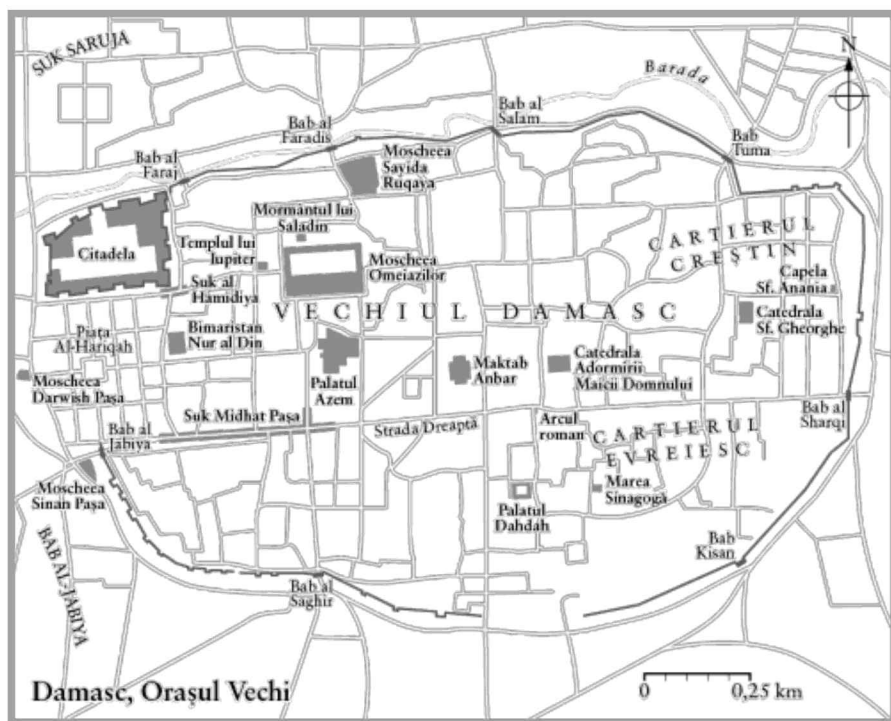 SUK SARUJA
N
Barada
Bab al
Salam
Bab al
Faradis
Bab
Tuma
Bab al
Faraj
Moscheea
Sayida
Ruqaya
Mormântul lui
Saladin
CARTIERUL
CREȘTIN
Citadela
Templul lui
Iupiter
Moscheea
Omeiazilor
Capela
Sf. Anania
Suk al
Hamidiya
VECHIUL DAMASC
Catedrala
Sf. Gheorghe
Piața
Al-Hariqah
Bimaristan
Nur al Din
Moscheea
Darwish Pașa
Palatul
Azem
Maktab
Anbar
Catedrala
Adormirii
Maicii Domnului
Suk Midhat Pașa
Bab al
Jabiya
Strada Dreaptă
Arcul
roman
CARTIERUL
EVREIESC
Bab al
Sharqi
Moscheea
Sinan Pașa
Marea
Sinagogă
Palatul
Dahdah
BAB AL-JABIYA
Bab
Kisan
Bab al
Saghir
Damasc, Orașul Vechi
0 0,25 km